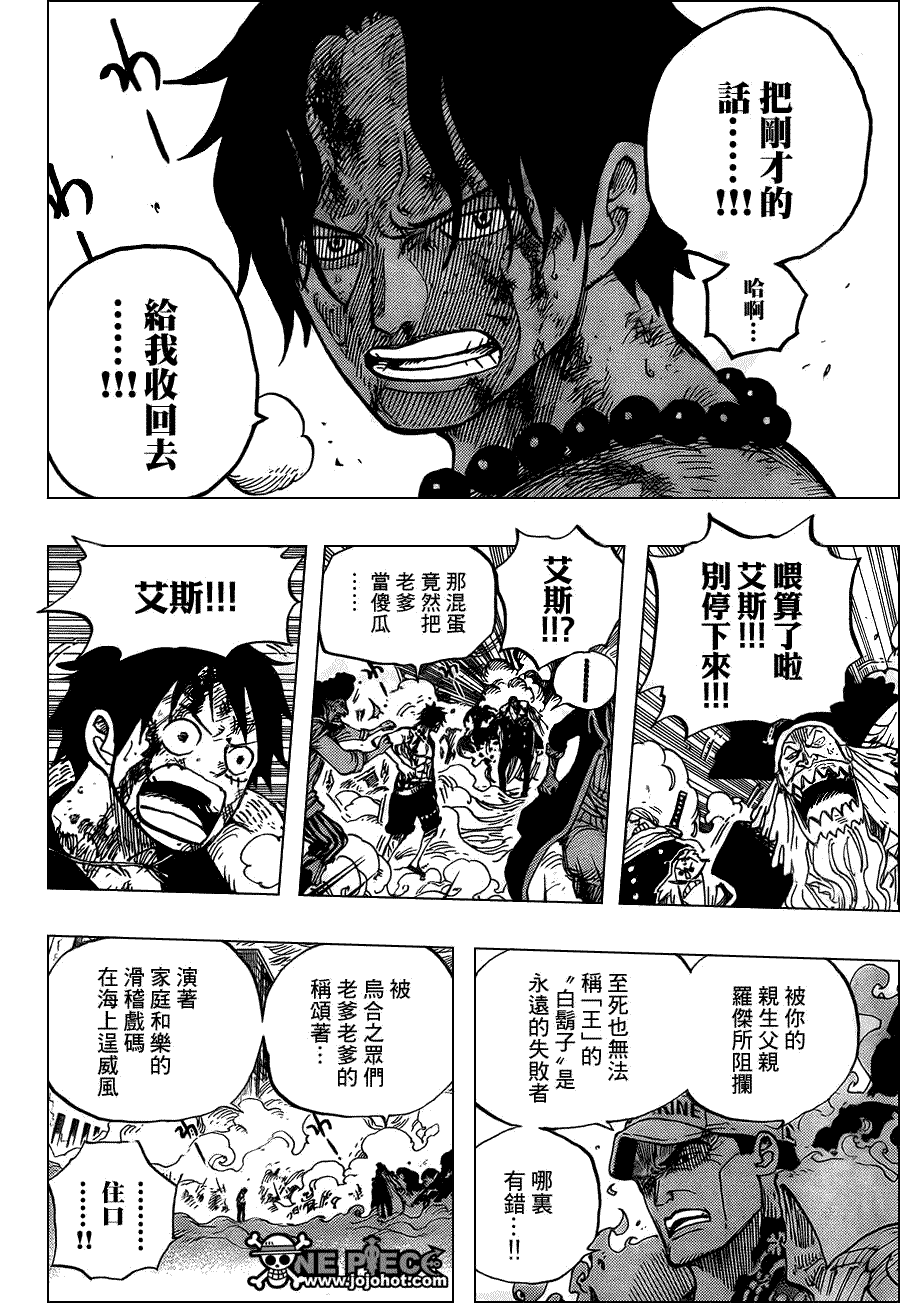 把剛才的
話……!!!
哈啊…
わ
わ
給我收回去
……!!!
喂算了啦
艾斯!!!
別停下來!!!
艾斯
!!?
………
那混蛋
竟然把
老爹
當傻瓜
……
艾斯!!!
被你的
親生父親
羅傑所阻攔
至死也無法
稱「王」的
〝白鬍子〞是
永遠的失敗者
哪裏
有錯…!!
RINE
被
烏合之眾們
老爹老爹的
稱頌著…
演著
家庭和樂的
滑稽戲碼
在海上逞威風
わ
わ
………
住口
……!!
ONE PIECE
www.jojohot.com